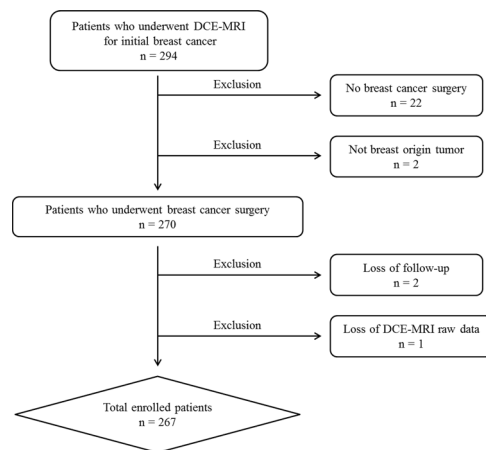 Patients who underwent DCE-MRI
for initial breast cancer
n = 294
Exclusion
No breast cancer surgery
n = 22
Exclusion
Not breast origin tumor
n = 2
Patients who underwent breast cancer surgery
n = 270
Exclusion
Loss of follow-up
n = 2
Exclusion
Loss of DCE-MRI raw data
n = 1
Total enrolled patients
n = 267